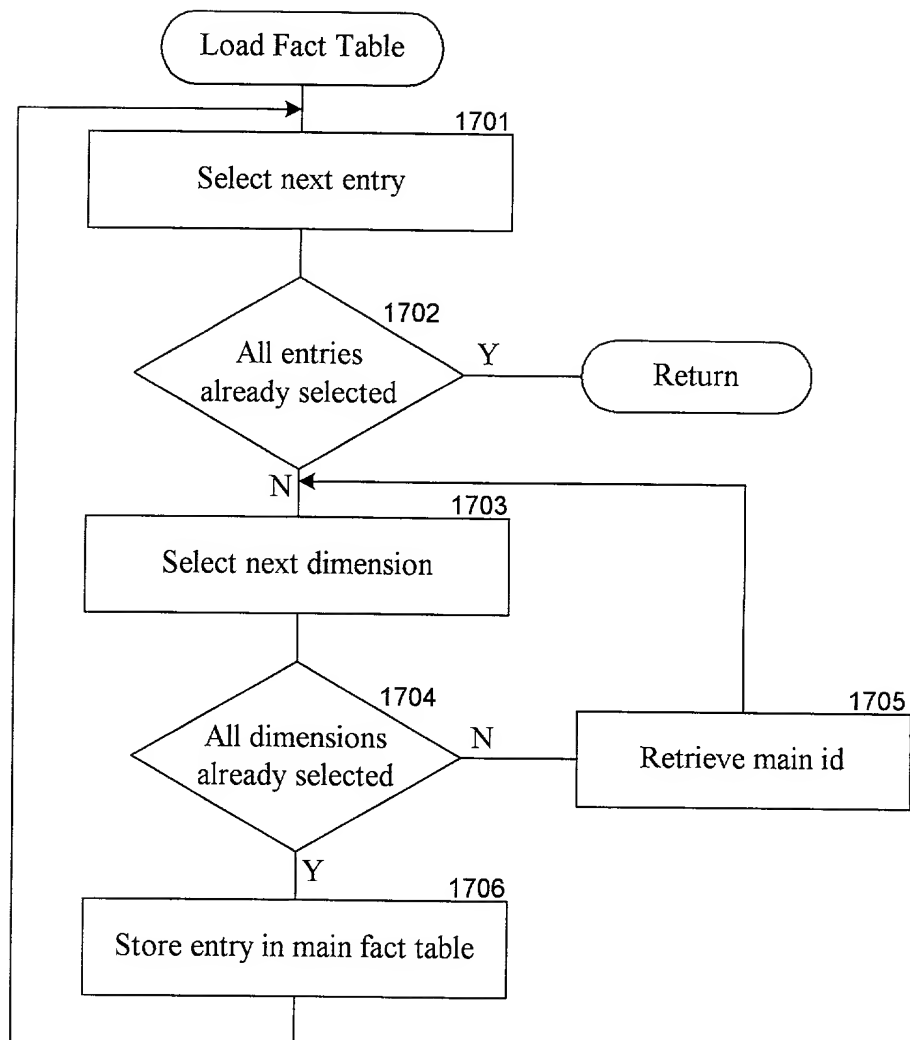 Load Fact Table
1701
Select next entry
1702
All entries
already selected
Y
Return
N
1703
Select next dimension
1704
All dimensions
already selected
N
1705
Retrieve main id
Y
1706
Store entry in main fact table